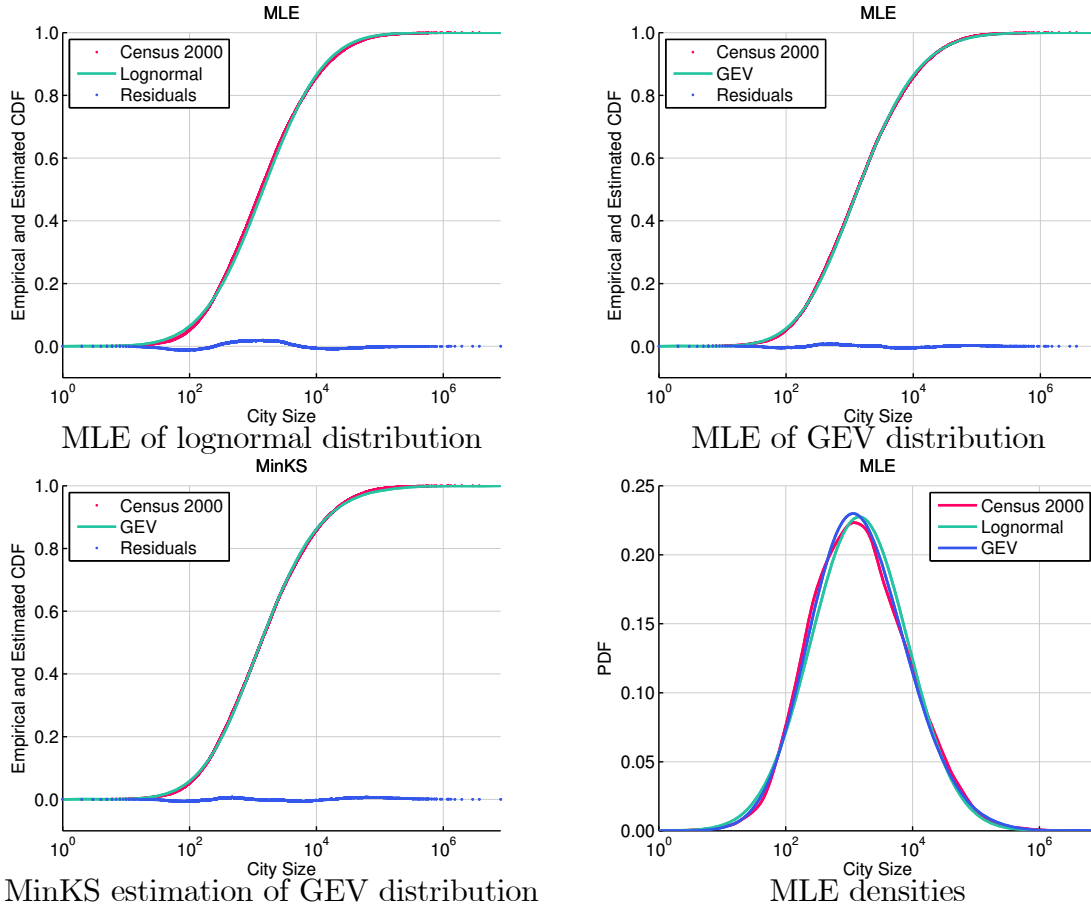 MLE
Census 2000
Lognormal
Residuals
Empirical and Estimated CDF
1.0
0.8
0.6
0.4
0.2
0.0
10^0
10^2
10^4
10^6
City Size
MLE of lognormal distribution
MLE
Census 2000
GEV
Residuals
Empirical and Estimated CDF
1.0
0.8
0.6
0.4
0.2
0.0
10^0
10^2
10^4
10^6
City Size
MLE of GEV distribution
MinKS
Census 2000
GEV
Residuals
Empirical and Estimated CDF
1.0
0.8
0.6
0.4
0.2
0.0
10^0
10^2
10^4
10^6
City Size
MinKS estimation of GEV distribution
MLE
Census 2000
Lognormal
GEV
PDF
0.25
0.20
0.15
0.10
0.05
0.00
10^0
10^2
10^4
10^6
City Size
MLE densities